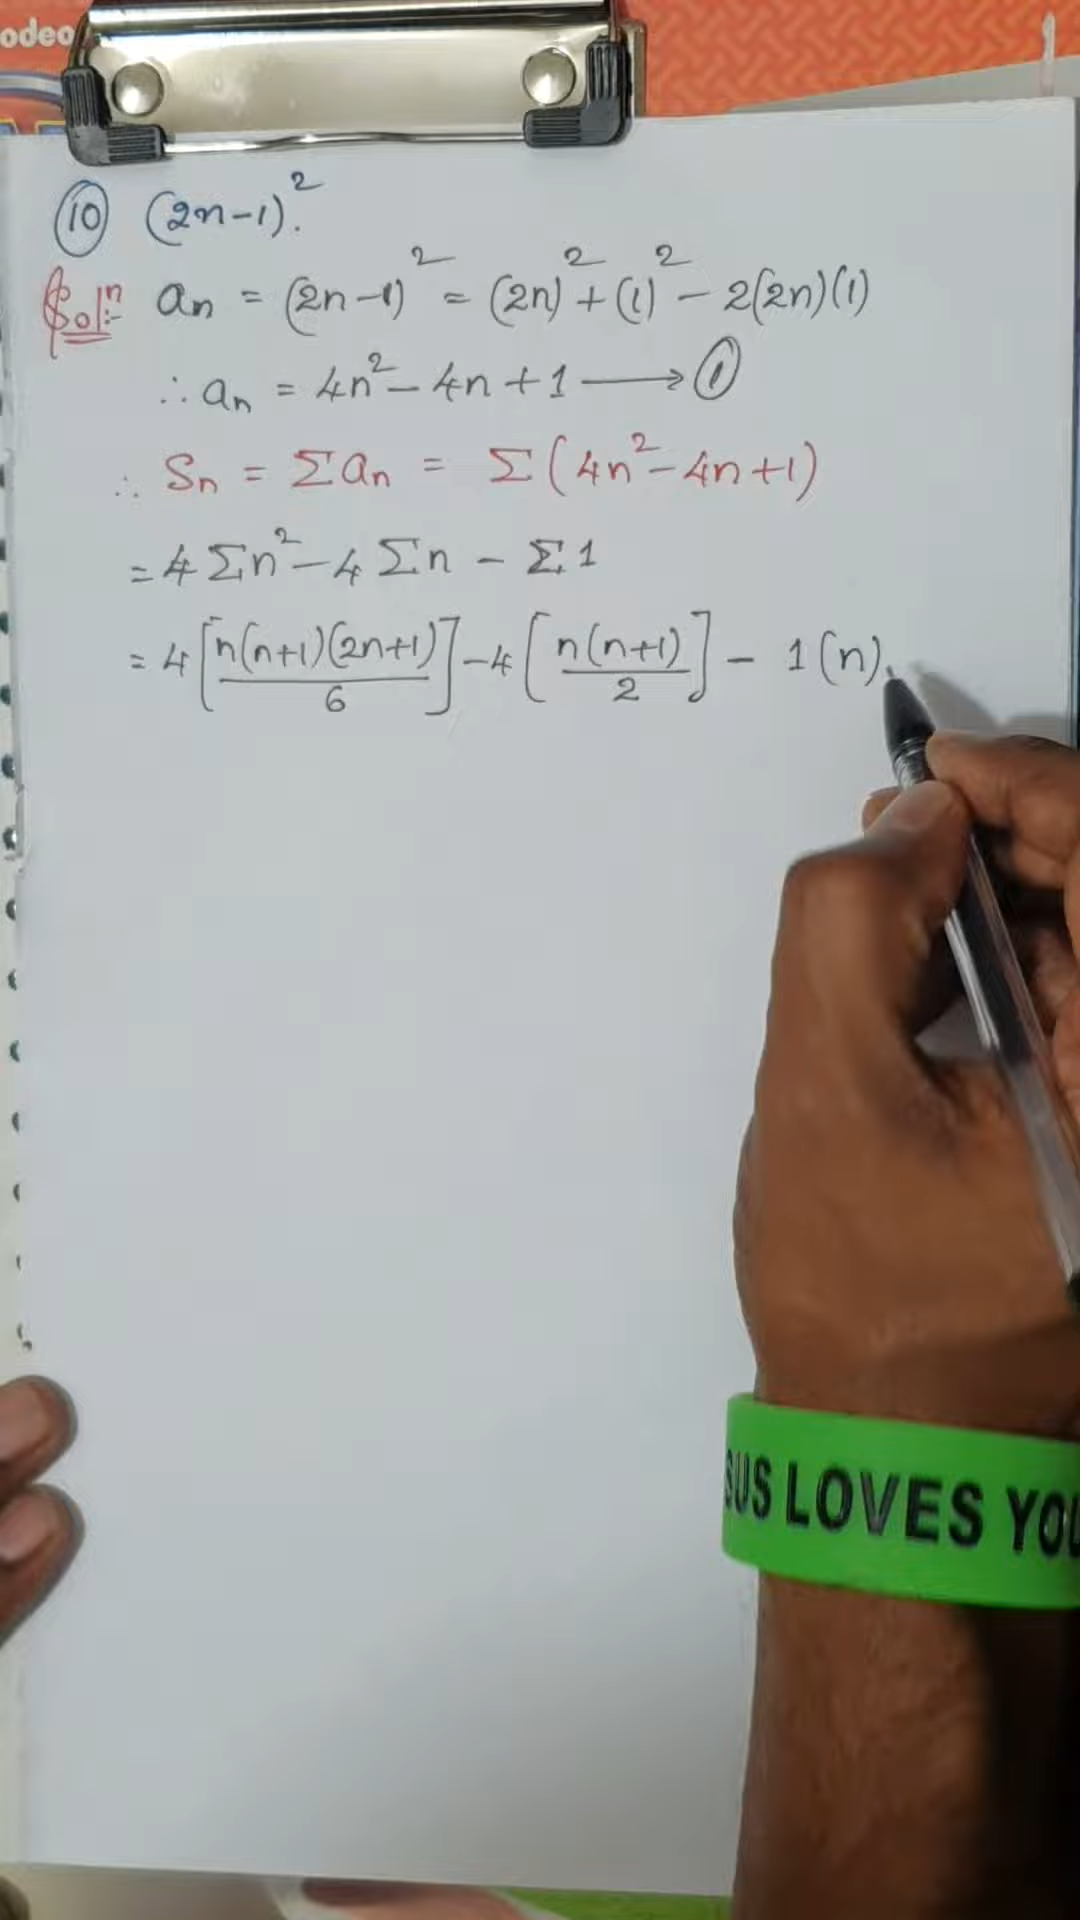 odeo
⑩ (2n-1)².
Solⁿ:- aₙ = (2n-1)² = (2n)² + (1)² - 2(2n)(1)
∴ aₙ = 4n² - 4n + 1 ⟶ ①
∴ Sₙ = Σaₙ = Σ(4n² - 4n + 1)
= 4Σn² - 4Σn - Σ1
= 4[n(n+1)(2n+1)/6] - 4[n(n+1)/2] - 1(n).
SUS LOVES YOU